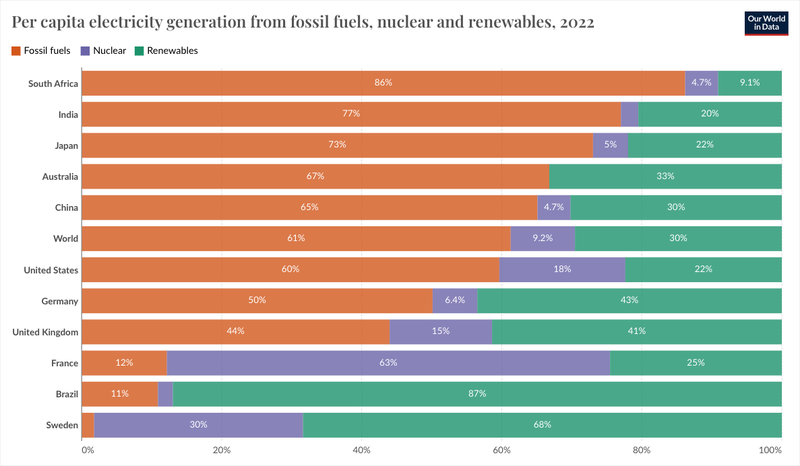 Per capita electricity generation from fossil fuels, nuclear and renewables, 2022
Our World
in Data
Fossil fuels Nuclear Renewables
South Africa 86% 4.7% 9.1%
India 77% 20%
Japan 73% 5% 22%
Australia 67% 33%
China 65% 4.7% 30%
World 61% 9.2% 30%
United States 60% 18% 22%
Germany 50% 6.4% 43%
United Kingdom 44% 15% 41%
France 12% 63% 25%
Brazil 11% 87%
Sweden 30% 68%
0% 20% 40% 60% 80% 100%